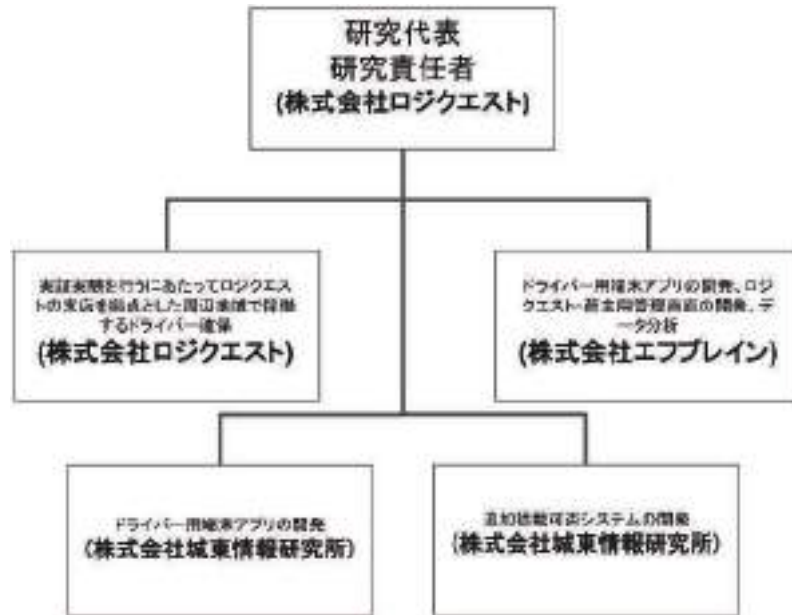 研究代表
研究責任者
(株式会社ロジクエスト)
実証実験を行うにあたってロジクエス
トの支店を拠点とした周辺地域で稼働
するドライバー確保
(株式会社ロジクエスト)
ドライバー用端末アプリの開発、ロジ
クエスト・荷主用管理画面の開発、デ
ータ分析
(株式会社エフブレイン)
ドライバー用端末アプリの開発
(株式会社城東情報研究所)
追加積載可否システムの開発
(株式会社城東情報研究所)